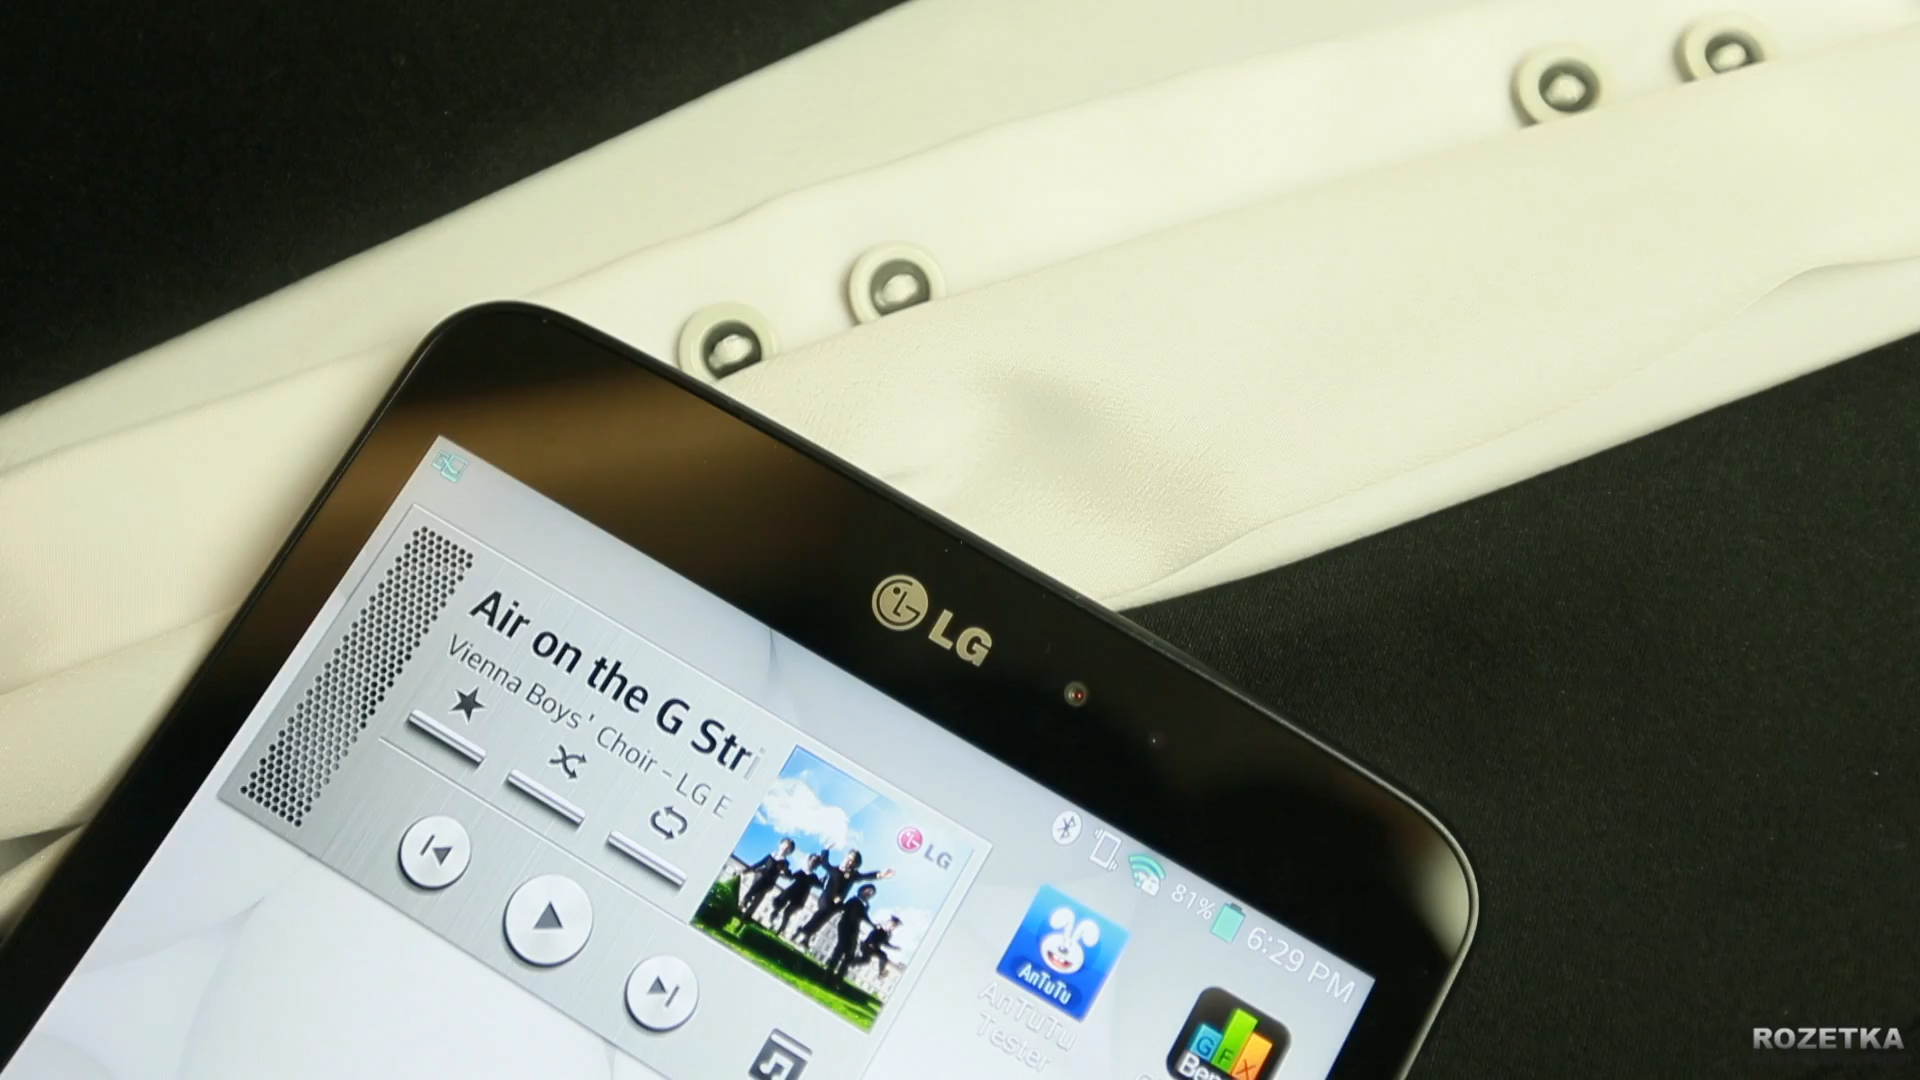 LG
Air on the G Stri
Vienna Boys' Choir - LG E
LG
81% 6:29 PM
AnTuTu
AnTuTu
Tester
GFX
Ben
ROZETKA